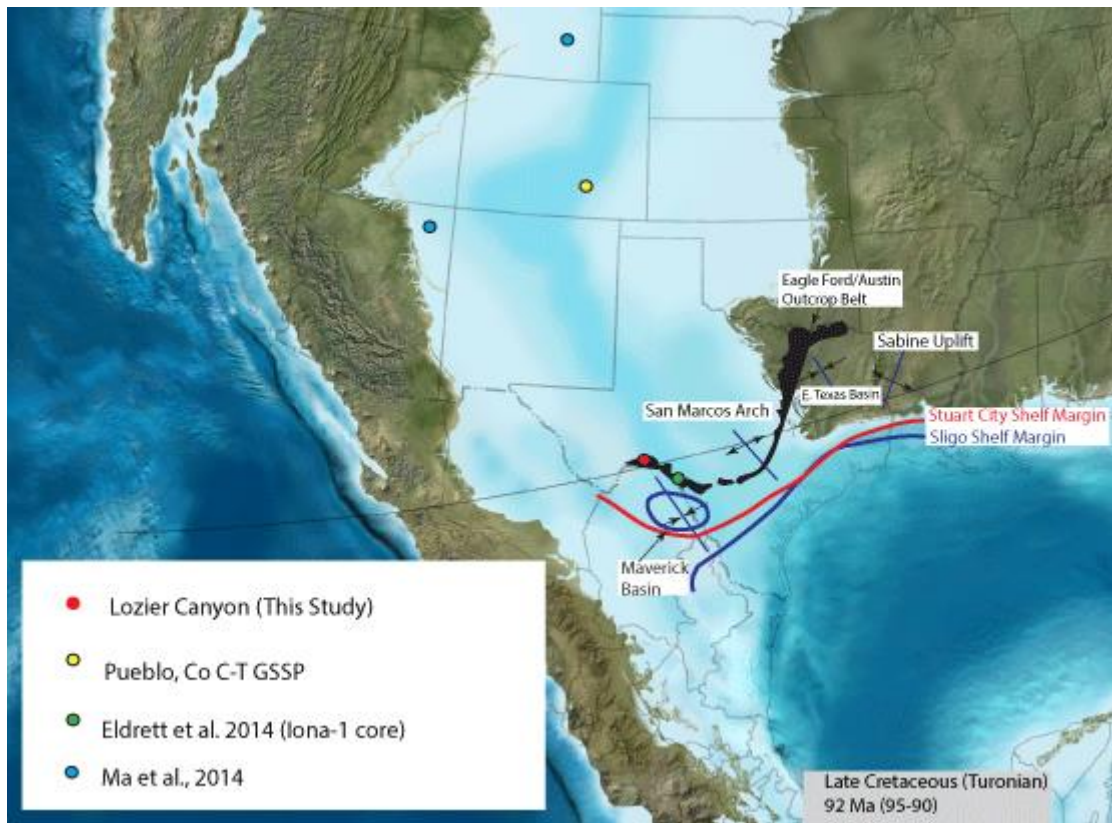 Eagle Ford/Austin
Outcrop Belt
Sabine Uplift
E. Texas Basin
San Marcos Arch
Stuart City Shelf Margin
Sligo Shelf Margin
Maverick
Basin
Lozier Canyon (This Study)
Pueblo, Co C-T GSSP
Eldrett et al. 2014 (Iona-1 core)
Ma et al., 2014
Late Cretaceous (Turonian)
92 Ma (95-90)